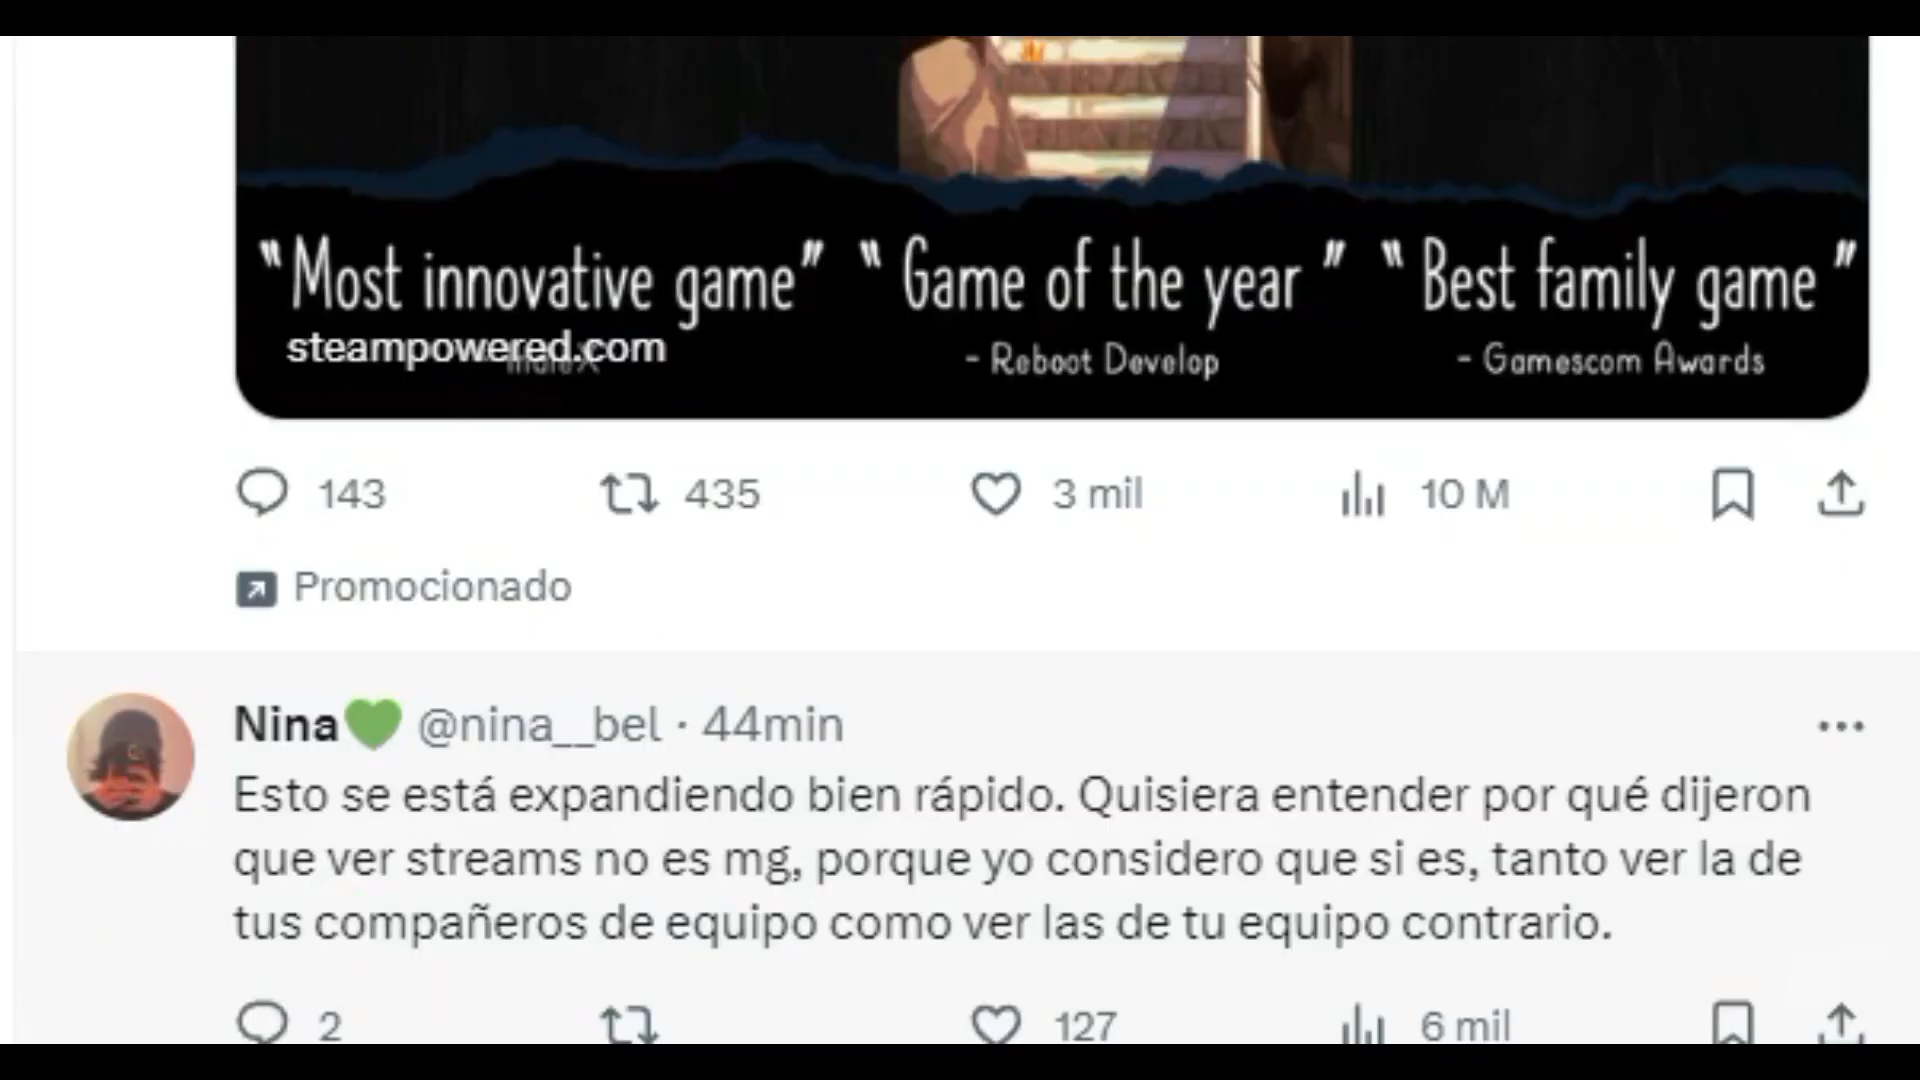 "Most innovative game" "Game of the year" "Best family game"
steampowered.com
- Reboot Develop - Gamescom Awards
143 435 3 mil 10 M
Promocionado
Nina💚 @nina__bel · 44min
Esto se está expandiendo bien rápido. Quisiera entender por qué dijeron
que ver streams no es mg, porque yo considero que si es, tanto ver la de
tus compañeros de equipo como ver las de tu equipo contrario.
2 127 6 mil